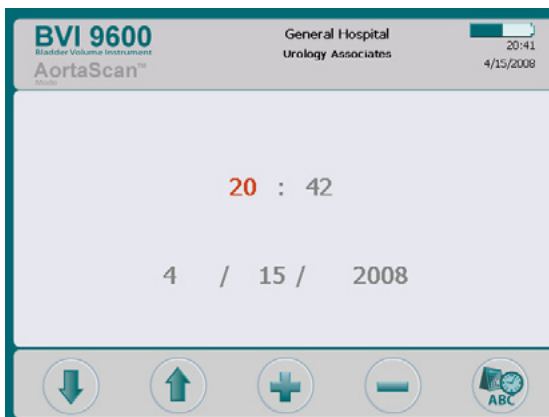 BVI 9600
Bladder Volume Instrument
AortaScan™
Mode
General Hospital
Urology Associates
20:41
4/15/2008
20 : 42
4 / 15 / 2008
ABC